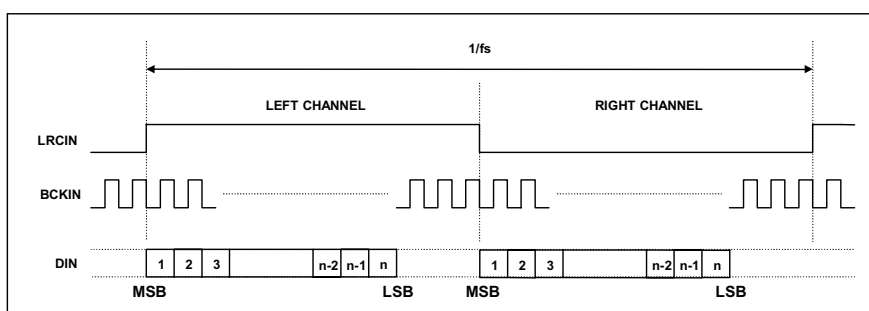 1/fs
LEFT CHANNEL RIGHT CHANNEL
LRCIN
BCKIN
DIN 1 2 3 n-2 n-1 n 1 2 3 n-2 n-1 n
MSB LSB MSB LSB